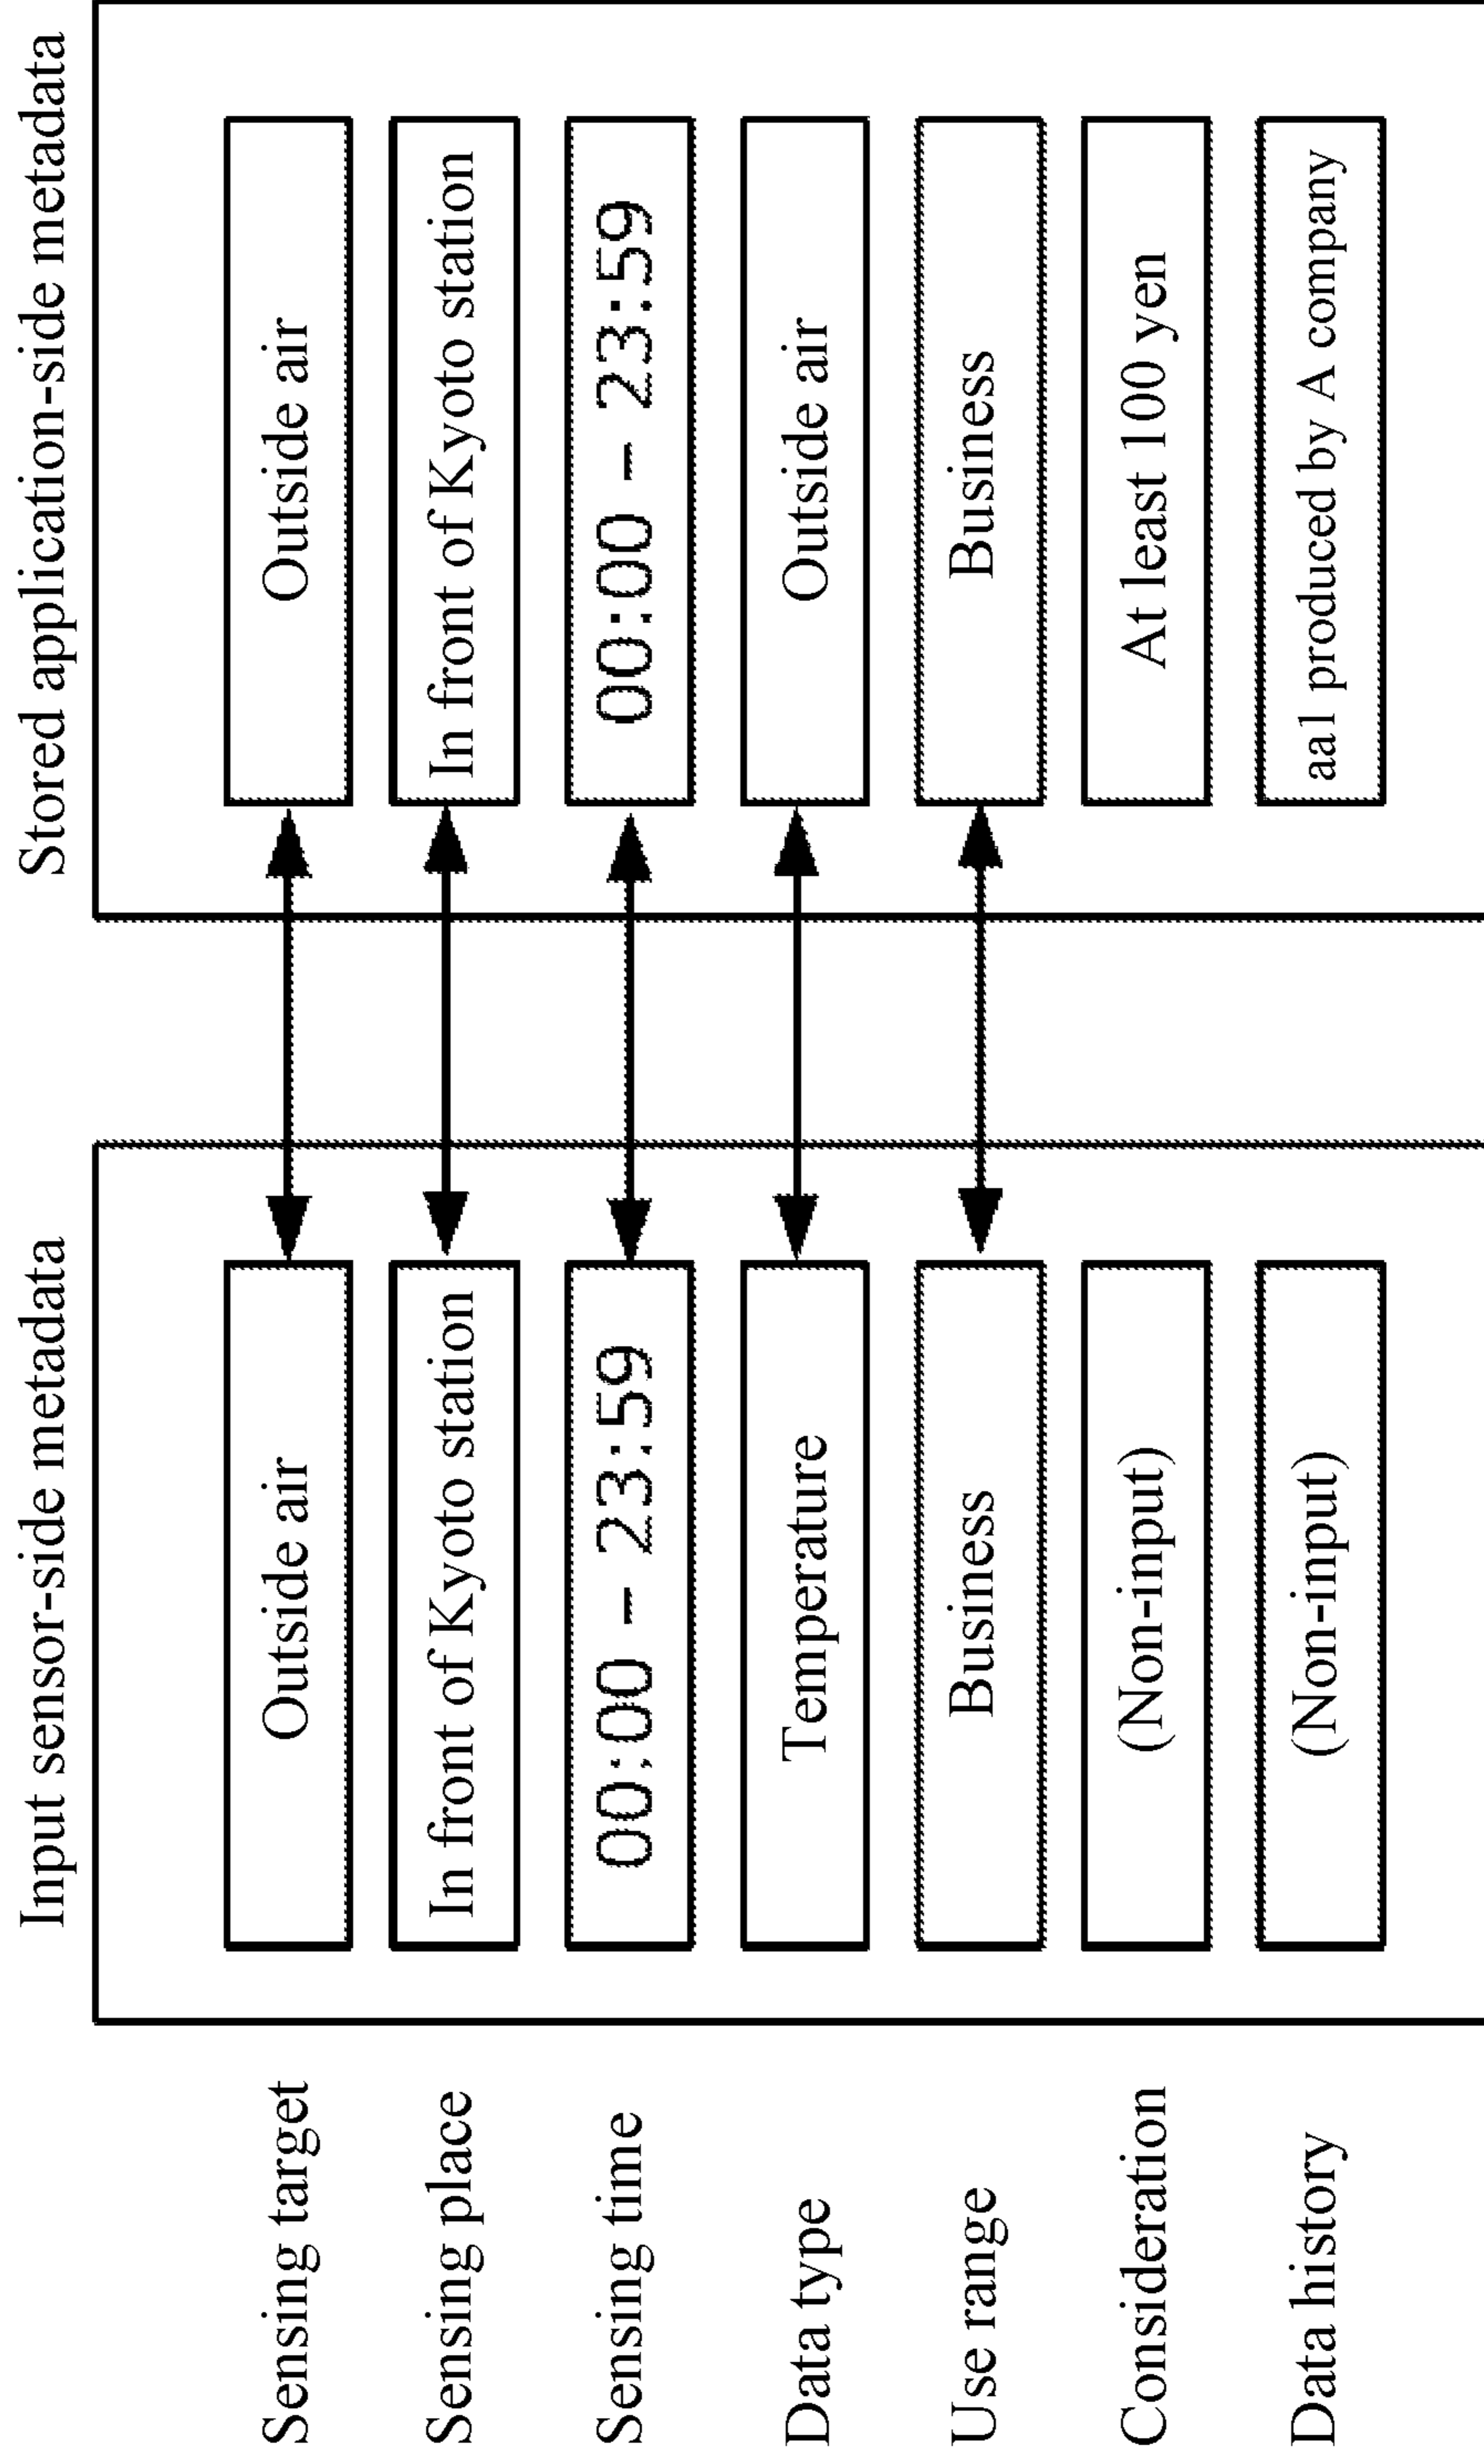 Input sensor-side metadata
Stored application-side metadata
Sensing target
Outside air
Outside air
Sensing place
In front of Kyoto station
In front of Kyoto station
Sensing time
00:00 – 23:59
00:00 – 23:59
Data type
Temperature
Outside air
Use range
Business
Business
Consideration
(Non-input)
At least 100 yen
Data history
(Non-input)
aa1 produced by A company